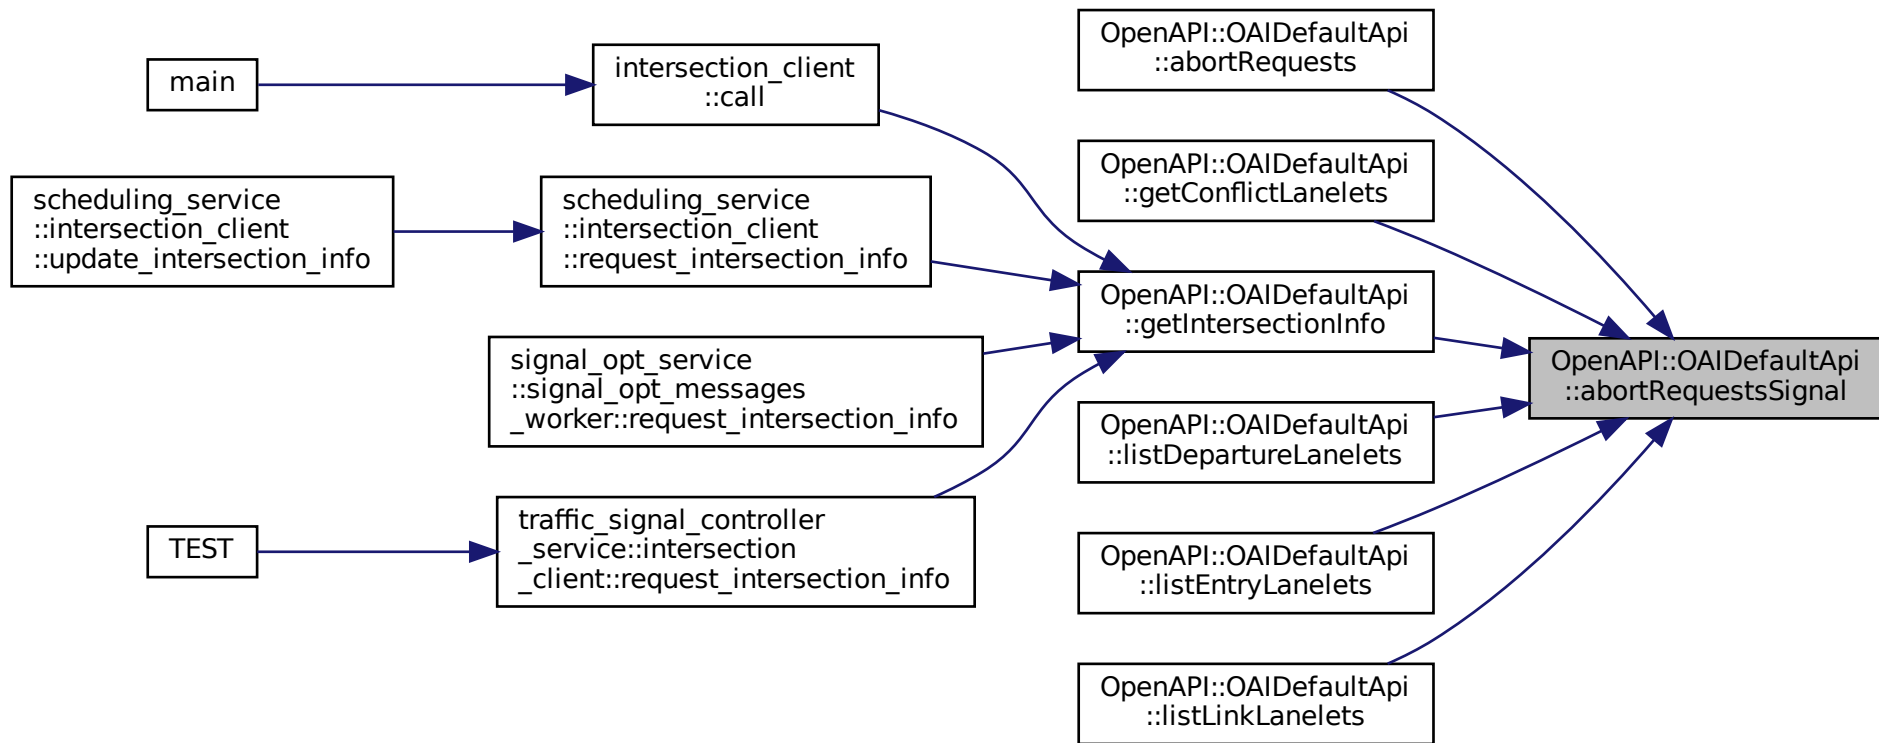 main
intersection_client
::call
scheduling_service
::intersection_client
::update_intersection_info
scheduling_service
::intersection_client
::request_intersection_info
signal_opt_service
::signal_opt_messages
_worker::request_intersection_info
TEST
traffic_signal_controller
_service::intersection
_client::request_intersection_info
OpenAPI::OAIDefaultApi
::abortRequests
OpenAPI::OAIDefaultApi
::getConflictLanelets
OpenAPI::OAIDefaultApi
::getIntersectionInfo
OpenAPI::OAIDefaultApi
::listDepartureLanelets
OpenAPI::OAIDefaultApi
::listEntryLanelets
OpenAPI::OAIDefaultApi
::listLinkLanelets
OpenAPI::OAIDefaultApi
::abortRequestsSignal